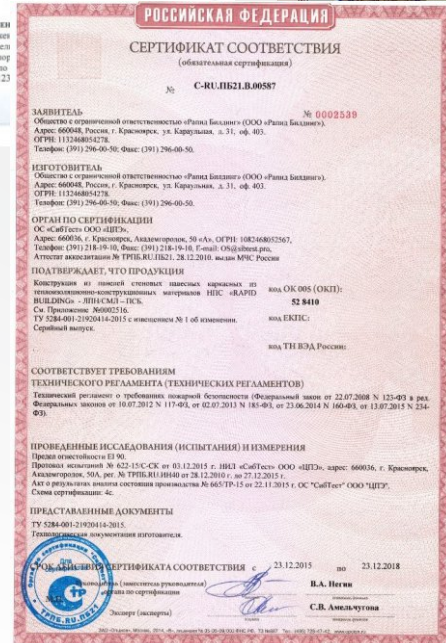 РОССИЙСКАЯ ФЕДЕРАЦИЯ
СЕРТИФИКАТ СООТВЕТСТВИЯ
(обязательная сертификация)
№ C-RU.ПБ21.В.00587
ЗАЯВИТЕЛЬ
№ 0002539
Общество с ограниченной ответственностью «Рапид Билдинг» (ООО «Рапид Билдинг»).
Адрес: 660048, Россия, г. Красноярск, ул. Караульная, д. 31, оф. 403.
ОГРН: 1132468054278.
Телефон: (391) 296-00-50; Факс: (391) 296-00-50.
ИЗГОТОВИТЕЛЬ
Общество с ограниченной ответственностью «Рапид Билдинг» (ООО «Рапид Билдинг»).
Адрес: 660048, Россия, г. Красноярск, ул. Караульная, д. 31, оф. 403.
ОГРН: 1132468054278.
Телефон: (391) 296-00-50; Факс: (391) 296-00-50.
ОРГАН ПО СЕРТИФИКАЦИИ
ОС «СибТест» ООО «ЦПЭ».
Адрес: 660036, г. Красноярск, Академгородок, 50 «А», ОГРН: 1082468052567,
Телефон: (391) 218-19-10, Факс: (391) 218-19-10, E-mail: OS@sibtest.pro,
Аттестат аккредитации № ТРПБ.RU.ПБ21. 28.12.2010. выдан МЧС России
ПОДТВЕРЖДАЕТ, ЧТО ПРОДУКЦИЯ
Конструкция из панелей стеновых навесных каркасных из
теплоизоляционно-конструкционных материалов НПС «RAPID
BUILDING» - ЛПН/СМЛ – ПСБ.
См. Приложение №0002516.
ТУ 5284-001-21920414-2015 с извещением № 1 об изменении.
Серийный выпуск.
код ОК 005 (ОКП):
52 8410
код ЕКПС:
код ТН ВЭД России:
СООТВЕТСТВУЕТ ТРЕБОВАНИЯМ
ТЕХНИЧЕСКОГО РЕГЛАМЕНТА (ТЕХНИЧЕСКИХ РЕГЛАМЕНТОВ)
Технический регламент о требованиях пожарной безопасности (Федеральный закон от 22.07.2008 N 123-ФЗ в ред.
Федеральных законов от 10.07.2012 N 117-ФЗ, от 02.07.2013 N 185-ФЗ, от 23.06.2014 N 160-ФЗ, от 13.07.2015 N 234-
ФЗ).
ПРОВЕДЕННЫЕ ИССЛЕДОВАНИЯ (ИСПЫТАНИЯ) И ИЗМЕРЕНИЯ
Предел огнестойкости EI 90.
Протокол испытаний № 622-15/С-СК от 03.12.2015 г. НИЛ «СибТест» ООО «ЦПЭ», адрес: 660036, г. Красноярск,
Академгородок, 50А, рег. № ТРПБ.RU.ИН40 от 28.12.2010 г. до 27.12.2015 г.
Акт о результатах анализа состояния производства № 665/ТР-15 от 22.11.2015 г. ОС "СибТест" ООО "ЦПЭ".
Схема сертификации: 4с.
ПРЕДСТАВЛЕННЫЕ ДОКУМЕНТЫ
ТУ 5284-001-21920414-2015.
Технологическая документация изготовителя.
СРОК ДЕЙСТВИЯ СЕРТИФИКАТА СООТВЕТСТВИЯ с 23.12.2015 по 23.12.2018
Руководитель (заместитель руководителя)
органа по сертификации
В.А. Негин
Эксперт (эксперты)
С.В. Амельчугова